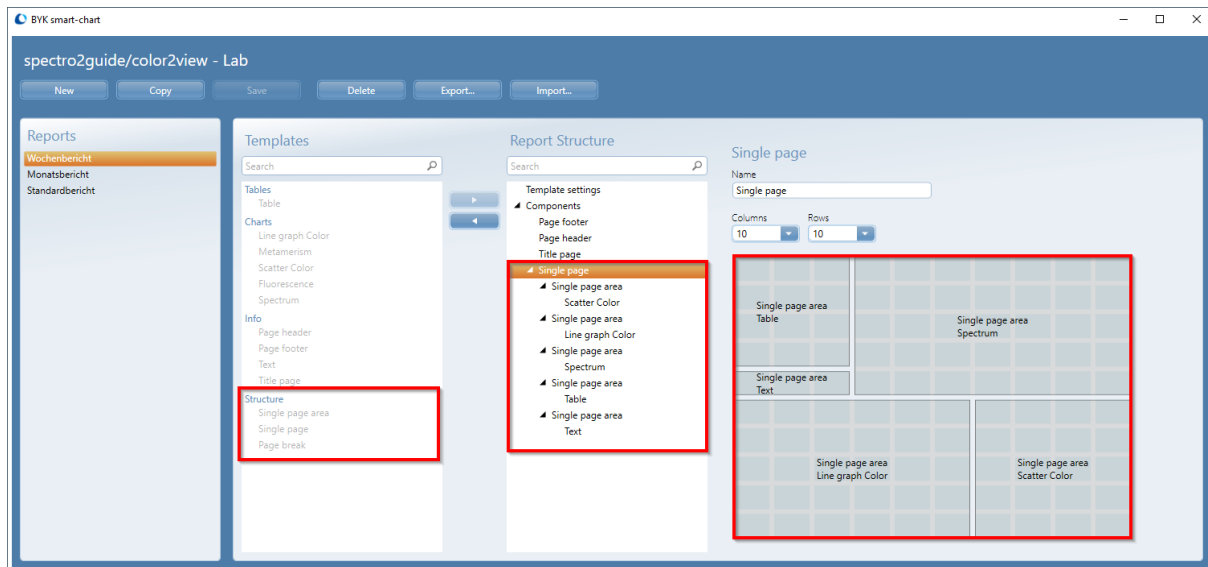 BYK smart-chart
spectro2guide/color2view - Lab
New
Copy
Save
Delete
Export...
Import...
Reports
Wochenbericht
Monatsbericht
Standardbericht
Templates
Search
Tables
Table
Charts
Line graph Color
Metamerism
Scatter Color
Fluorescence
Spectrum
Info
Page header
Page footer
Text
Title page
Structure
Single page area
Single page
Page break
Report Structure
Search
Template settings
Components
Page footer
Page header
Title page
Single page
Single page area
Scatter Color
Single page area
Line graph Color
Single page area
Spectrum
Single page area
Table
Single page area
Text
Single page
Name
Single page
Columns
Rows
10
10
Single page area
Table
Single page area
Spectrum
Single page area
Text
Single page area
Line graph Color
Single page area
Scatter Color